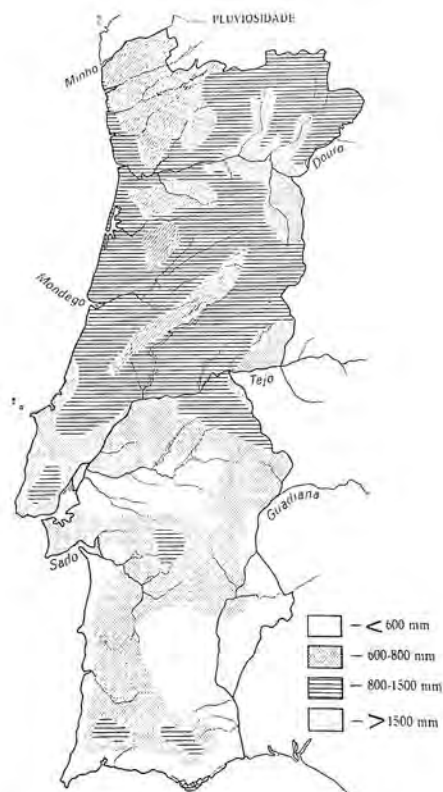 PLUVIOSIDADE
Minho
Douro
Mondego
Tejo
Guadiana
Sado
- < 600 mm
- 600-800 mm
- 800-1500 mm
- > 1500 mm